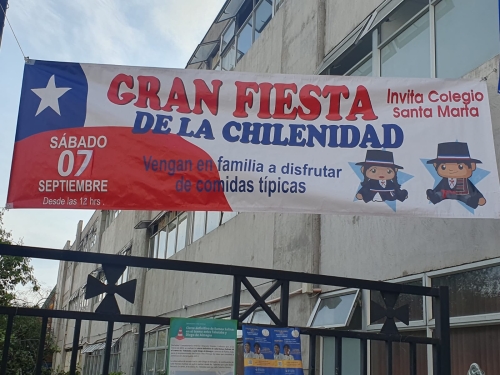 GRAN FIESTA
DE LA CHILENIDAD
Invita Colegio
Santa Marta
SÁBADO
07
SEPTIEMBRE
Desde las 12 hrs.
Vengan en familia a disfrutar
de comidas típicas